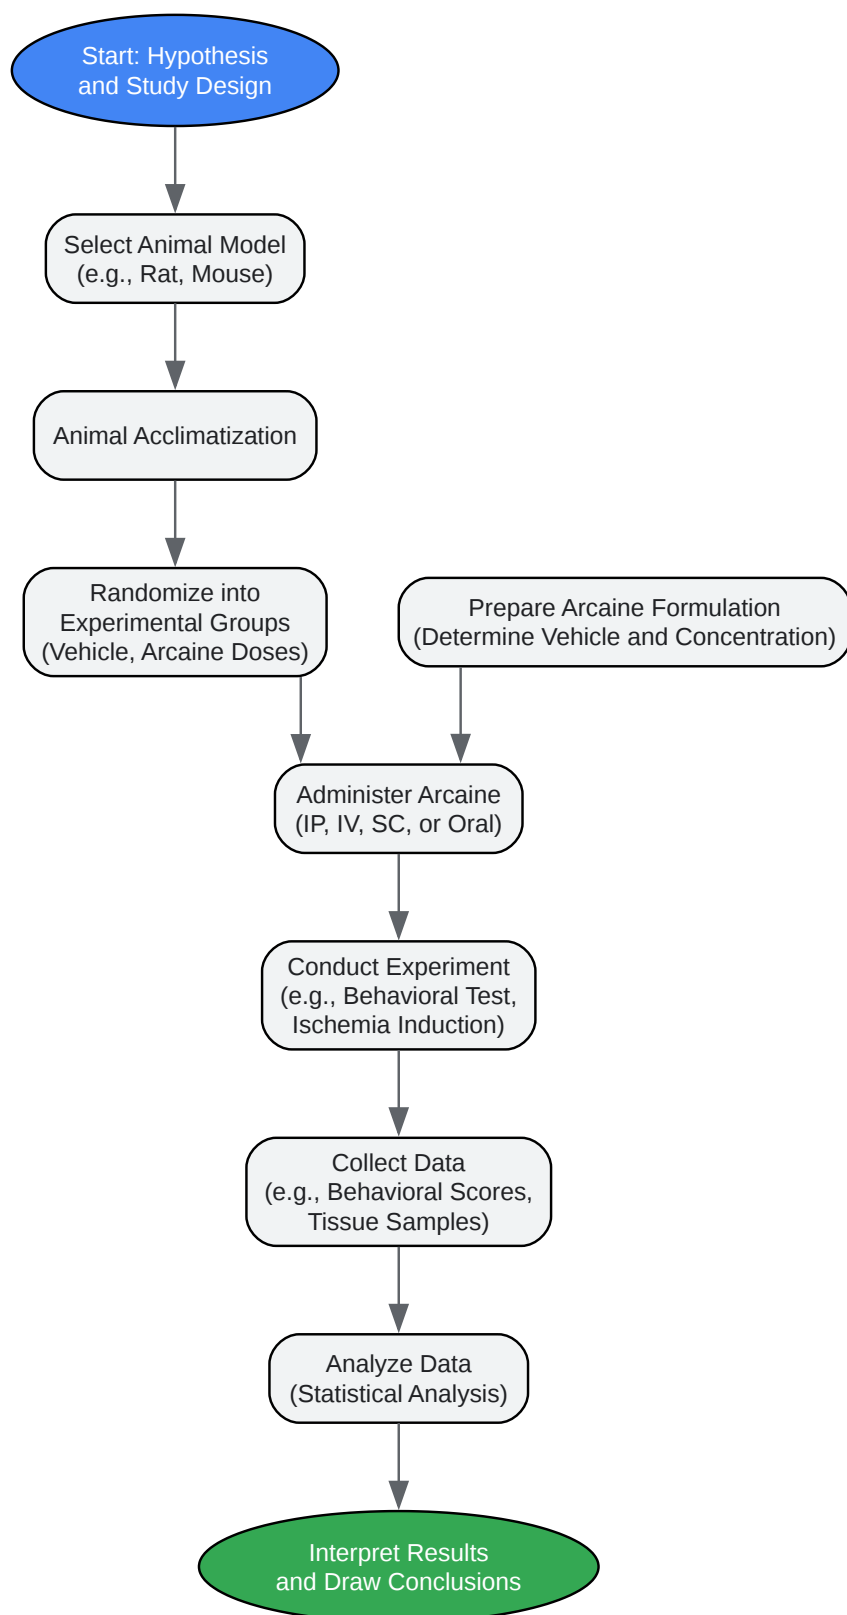 Start: Hypothesis
and Study Design
Select Animal Model
(e.g., Rat, Mouse)
Animal Acclimatization
Randomize into
Experimental Groups
(Vehicle, Arcaine Doses)
Prepare Arcaine Formulation
(Determine Vehicle and Concentration)
Administer Arcaine
(IP, IV, SC, or Oral)
Conduct Experiment
(e.g., Behavioral Test,
Ischemia Induction)
Collect Data
(e.g., Behavioral Scores,
Tissue Samples)
Analyze Data
(Statistical Analysis)
Interpret Results
and Draw Conclusions